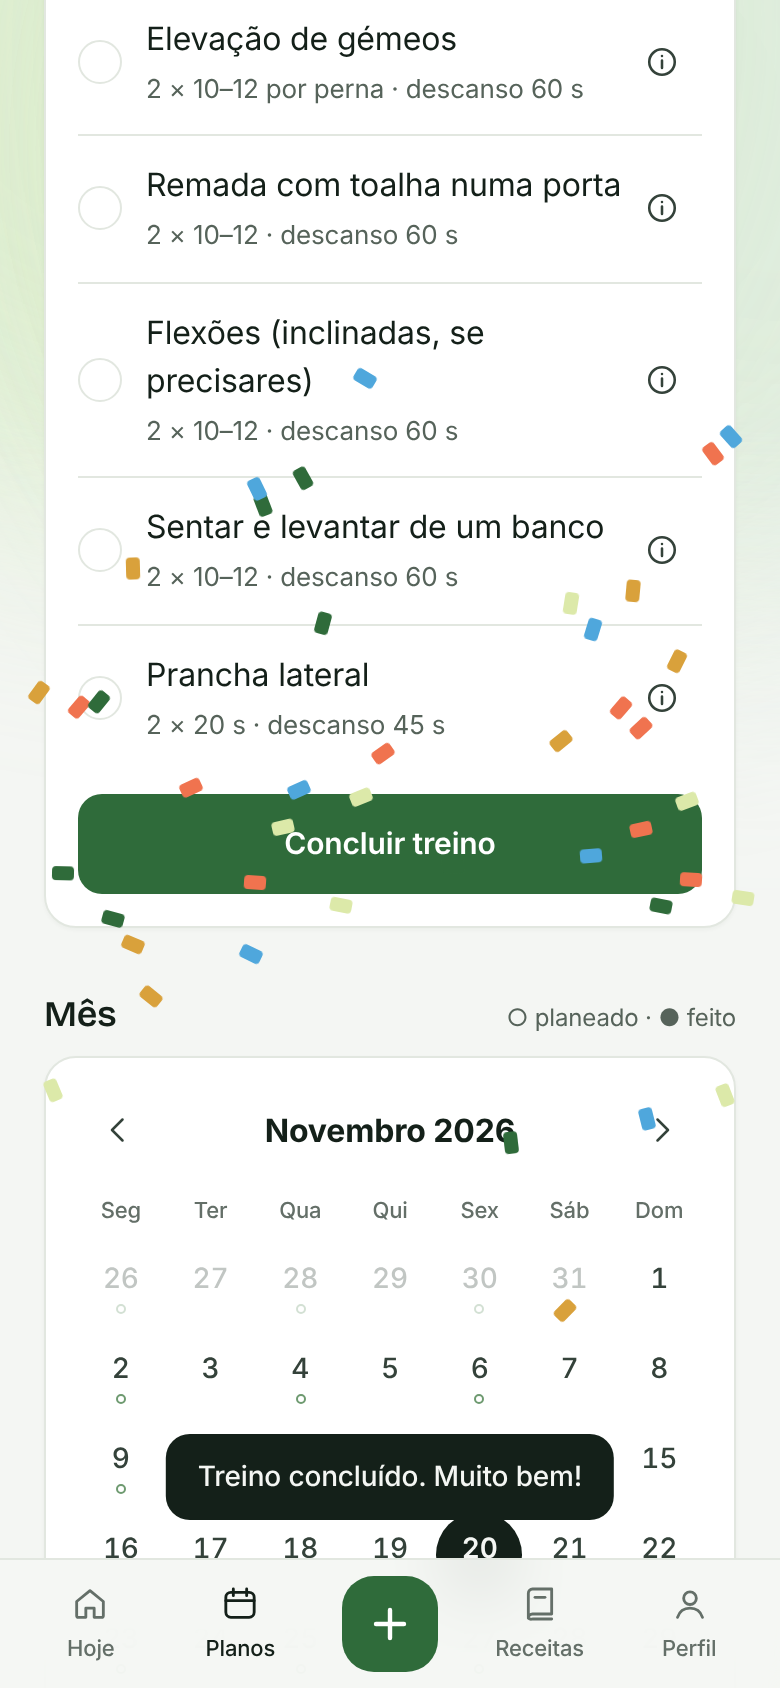 Elevação de gémeos
2 × 10–12 por perna · descanso 60 s
Remada com toalha numa porta
2 × 10–12 · descanso 60 s
Flexões (inclinadas, se
precisares)
2 × 10–12 · descanso 60 s
Sentar e levantar de um banco
2 × 10–12 · descanso 60 s
Prancha lateral
2 × 20 s · descanso 45 s
Concluir treino
Mês
planeado · feito
Novembro 2026
Seg Ter Qua Qui Sex Sáb Dom
26 27 28 29 30 31 1
2 3 4 5 6 7 8
9 15
Treino concluído. Muito bem!
16 17 18 19 20 21 22
Hoje Planos Receitas Perfil